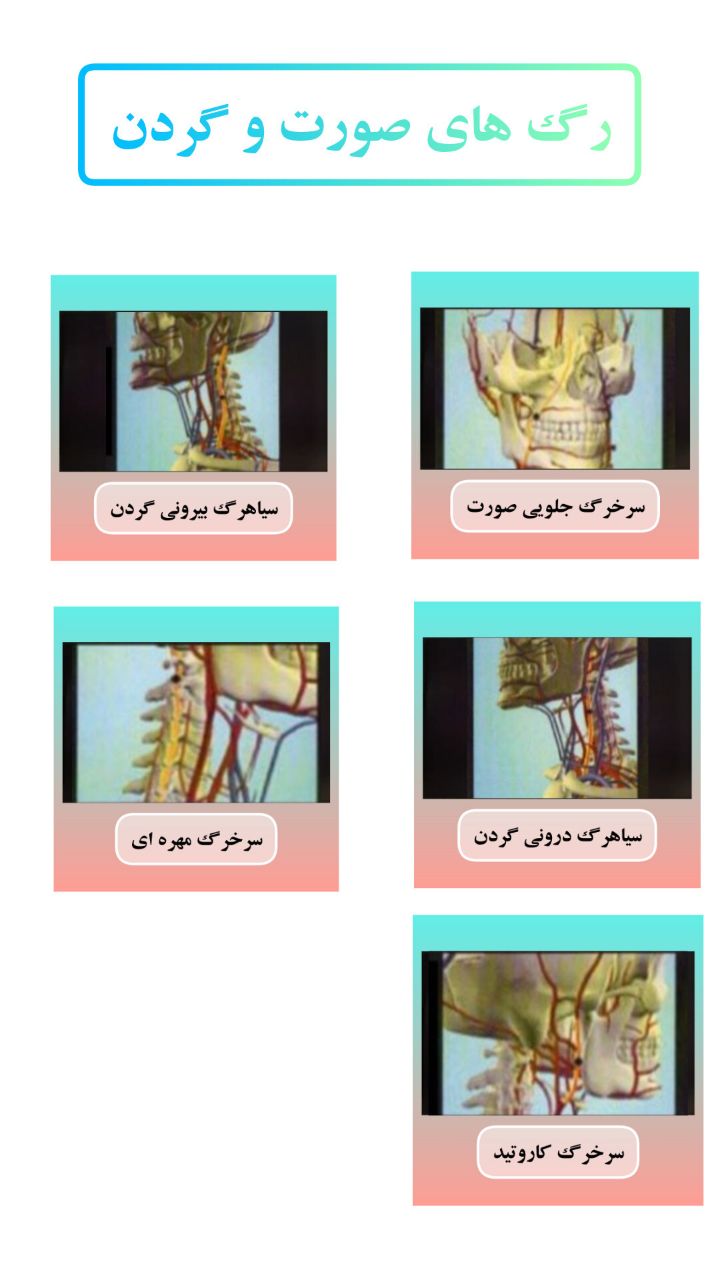 رگ های صورت و گردن
سرخرگ جلویی صورت
سیاهرگ بیرونی گردن
سیاهرگ درونی گردن
سرخرگ مهره ای
سرخرگ کاروتید